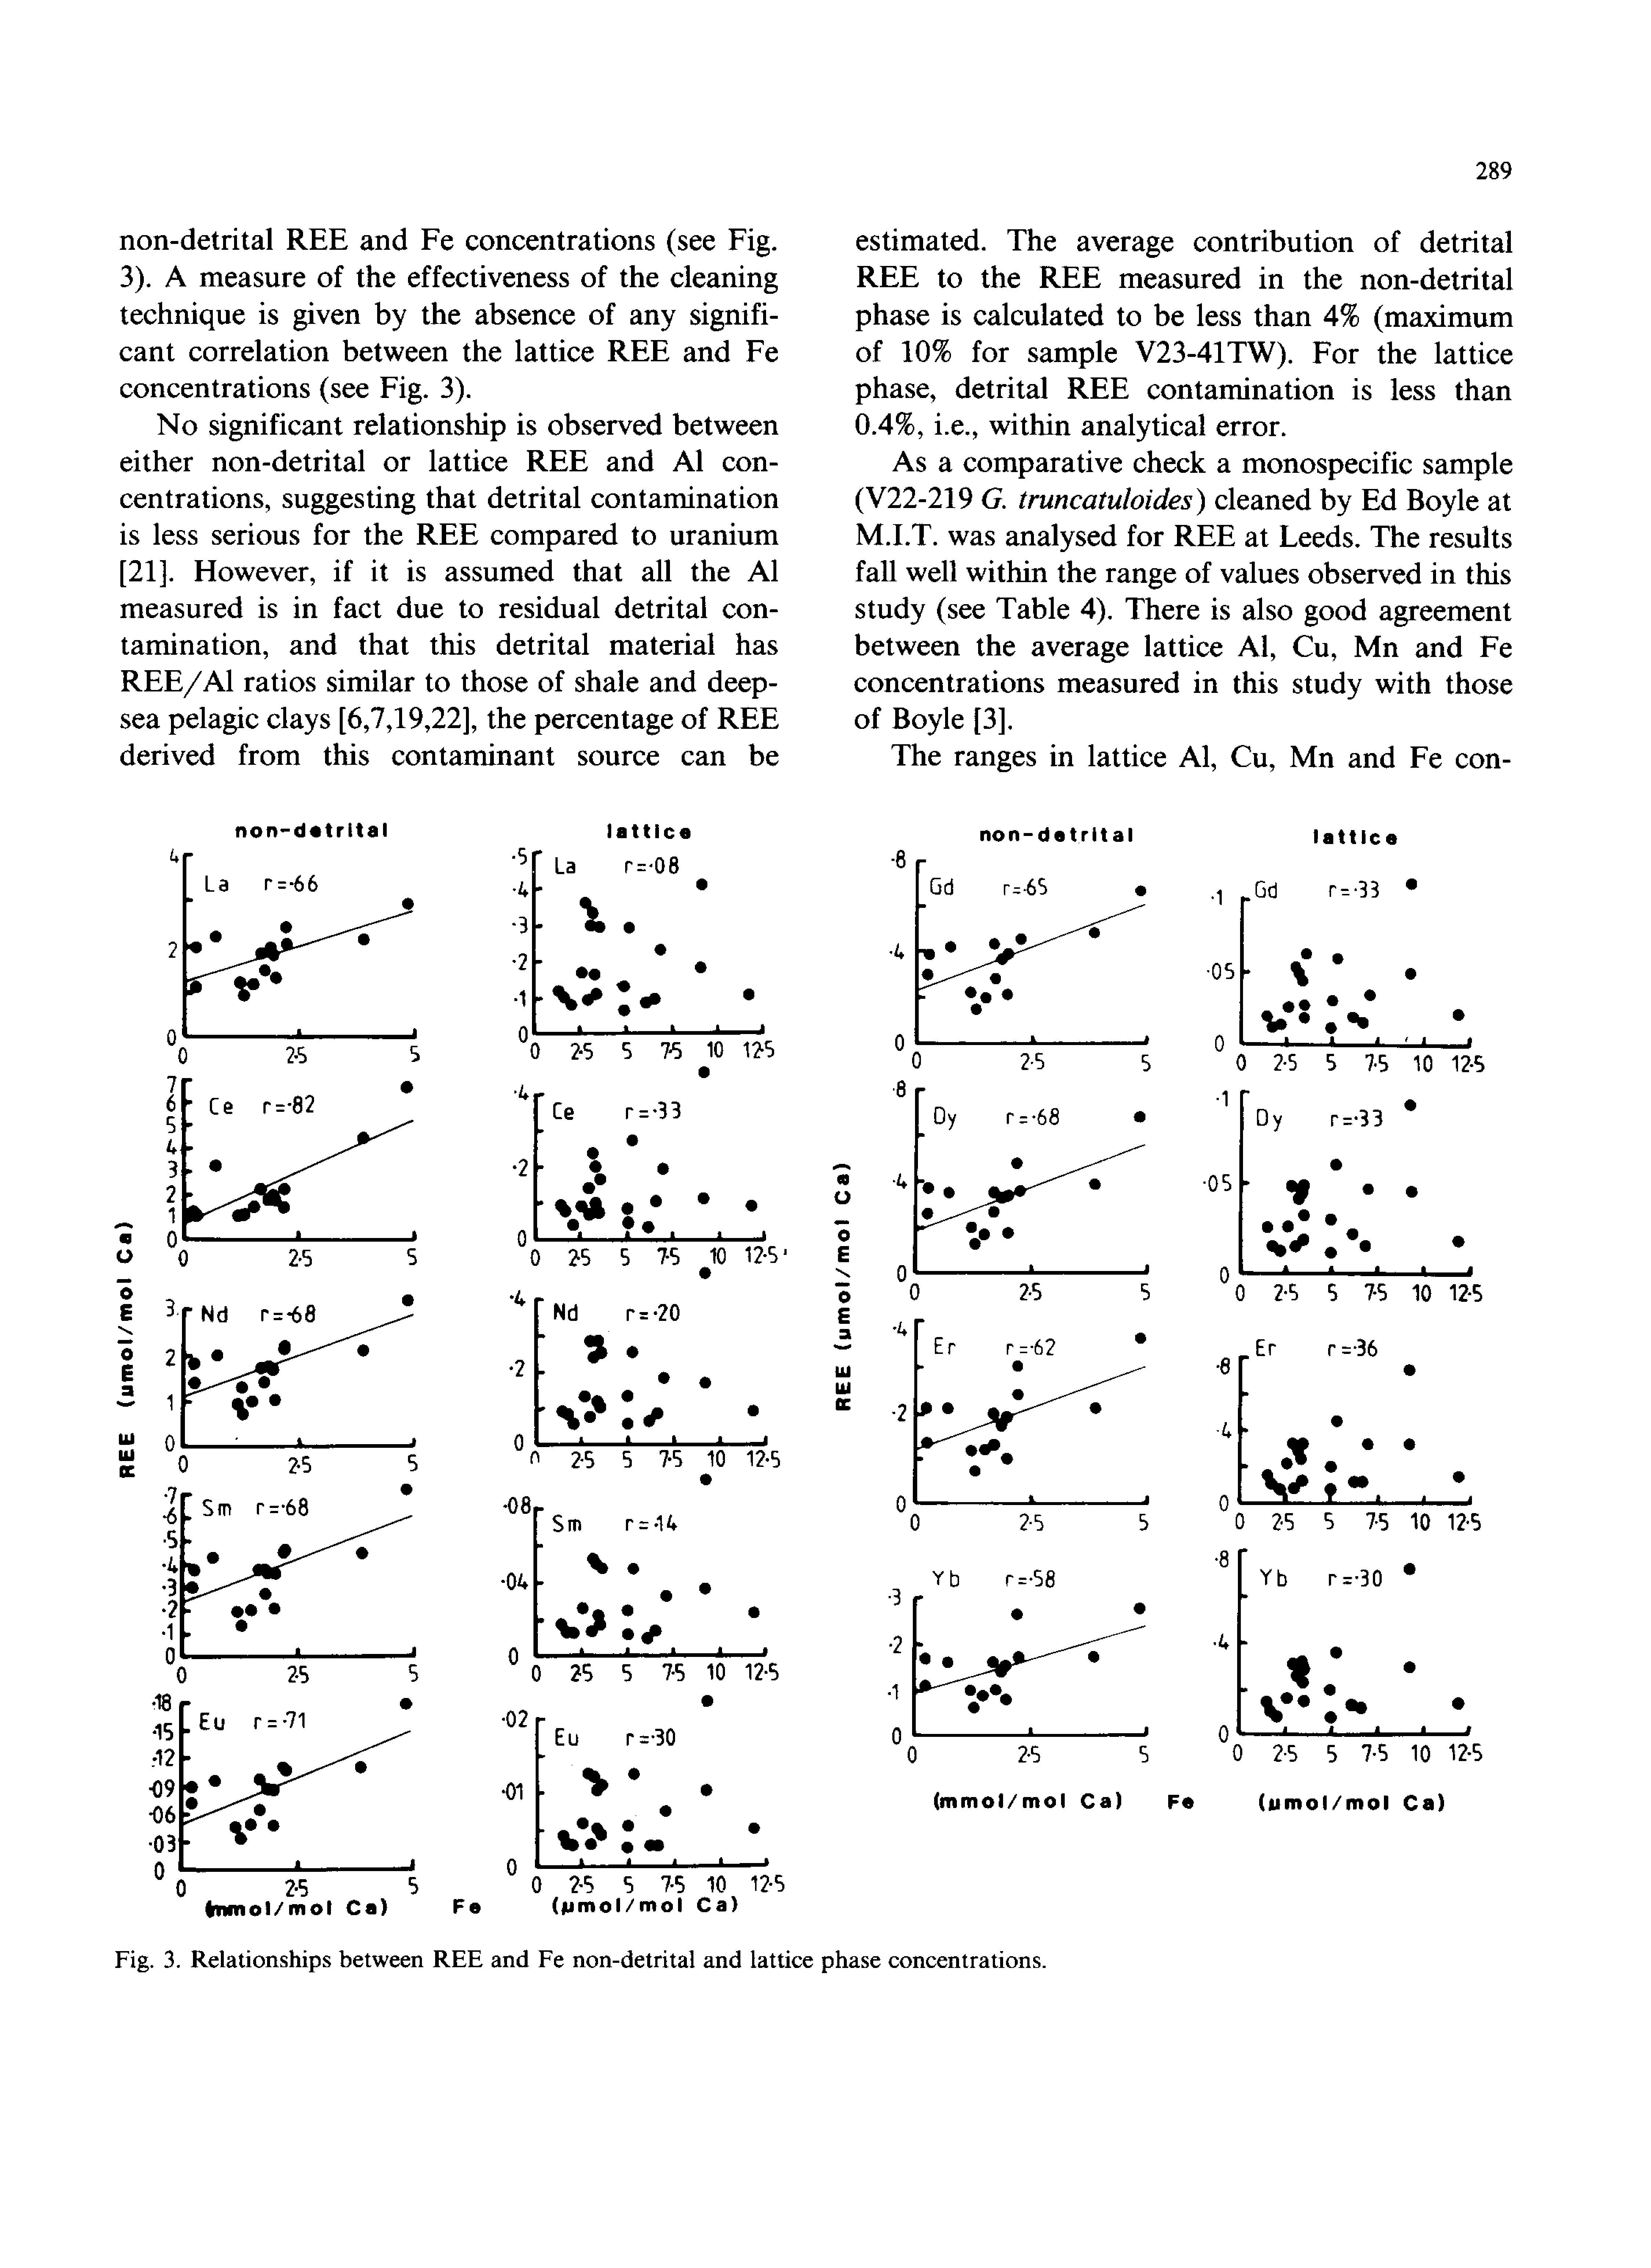 289
non-detrital REE and Fe concentrations (see Fig.
3). A measure of the effectiveness of the cleaning
technique is given by the absence of any signifi-
cant correlation between the lattice REE and Fe
concentrations (see Fig. 3).
No significant relationship is observed between
either non-detrital or lattice REE and Al con-
centrations, suggesting that detrital contamination
is less serious for the REE compared to uranium
[21]. However, if it is assumed that all the Al
measured is in fact due to residual detrital con-
tamination, and that this detrital material has
REE/Al ratios similar to those of shale and deep-
sea pelagic clays [6,7,19,22], the percentage of REE
derived from this contaminant source can be
estimated. The average contribution of detrital
REE to the REE measured in the non-detrital
phase is calculated to be less than 4% (maximum
of 10% for sample V23-41TW). For the lattice
phase, detrital REE contamination is less than
0.4%, i.e., within analytical error.
As a comparative check a monospecific sample
(V22-219 G. truncatuloides) cleaned by Ed Boyle at
M.I.T. was analysed for REE at Leeds. The results
fall well within the range of values observed in this
study (see Table 4). There is also good agreement
between the average lattice Al, Cu, Mn and Fe
concentrations measured in this study with those
of Boyle [3].
The ranges in lattice Al, Cu, Mn and Fe con-
non-detrital lattice
REE (µmol/mol Ca)
La r=·66
4
2
0
0 2·5 5
La r=·08
·5
·4
·3
·2
·1
0
0 2·5 5 7·5 10 12·5
Ce r=·82
7
6
5
4
3
2
1
0
0 2·5 5
Ce r=·33
·4
·2
0
0 2·5 5 7·5 10 12·5
Nd r=·68
3
2
1
0
0 2·5 5
Nd r=·20
·4
·2
0
0 2·5 5 7·5 10 12·5
Sm r=·68
·7
·6
·5
·4
·3
·2
·1
0
0 2·5 5
Sm r=·14
·08
·04
0
0 2·5 5 7·5 10 12·5
Eu r=·71
·18
·15
·12
·09
·06
·03
0
0 2·5 5
Eu r=·30
·02
·01
0
0 2·5 5 7·5 10 12·5
(mmol/mol Ca) Fe (µmol/mol Ca)
non-detrital lattice
REE (µmol/mol Ca)
Gd r=·65
·8
·4
0
0 2·5 5
Gd r=·33
·1
·05
0
0 2·5 5 7·5 10 12·5
Dy r=·68
·8
·4
0
0 2·5 5
Dy r=·33
·1
·05
0
0 2·5 5 7·5 10 12·5
Er r=·62
·4
·2
0
0 2·5 5
Er r=·36
·8
·4
0
0 2·5 5 7·5 10 12·5
Yb r=·58
·3
·2
·1
0
0 2·5 5
Yb r=·30
·8
·4
0
0 2·5 5 7·5 10 12·5
(mmol/mol Ca) Fe (µmol/mol Ca)
Fig. 3. Relationships between REE and Fe non-detrital and lattice phase concentrations.